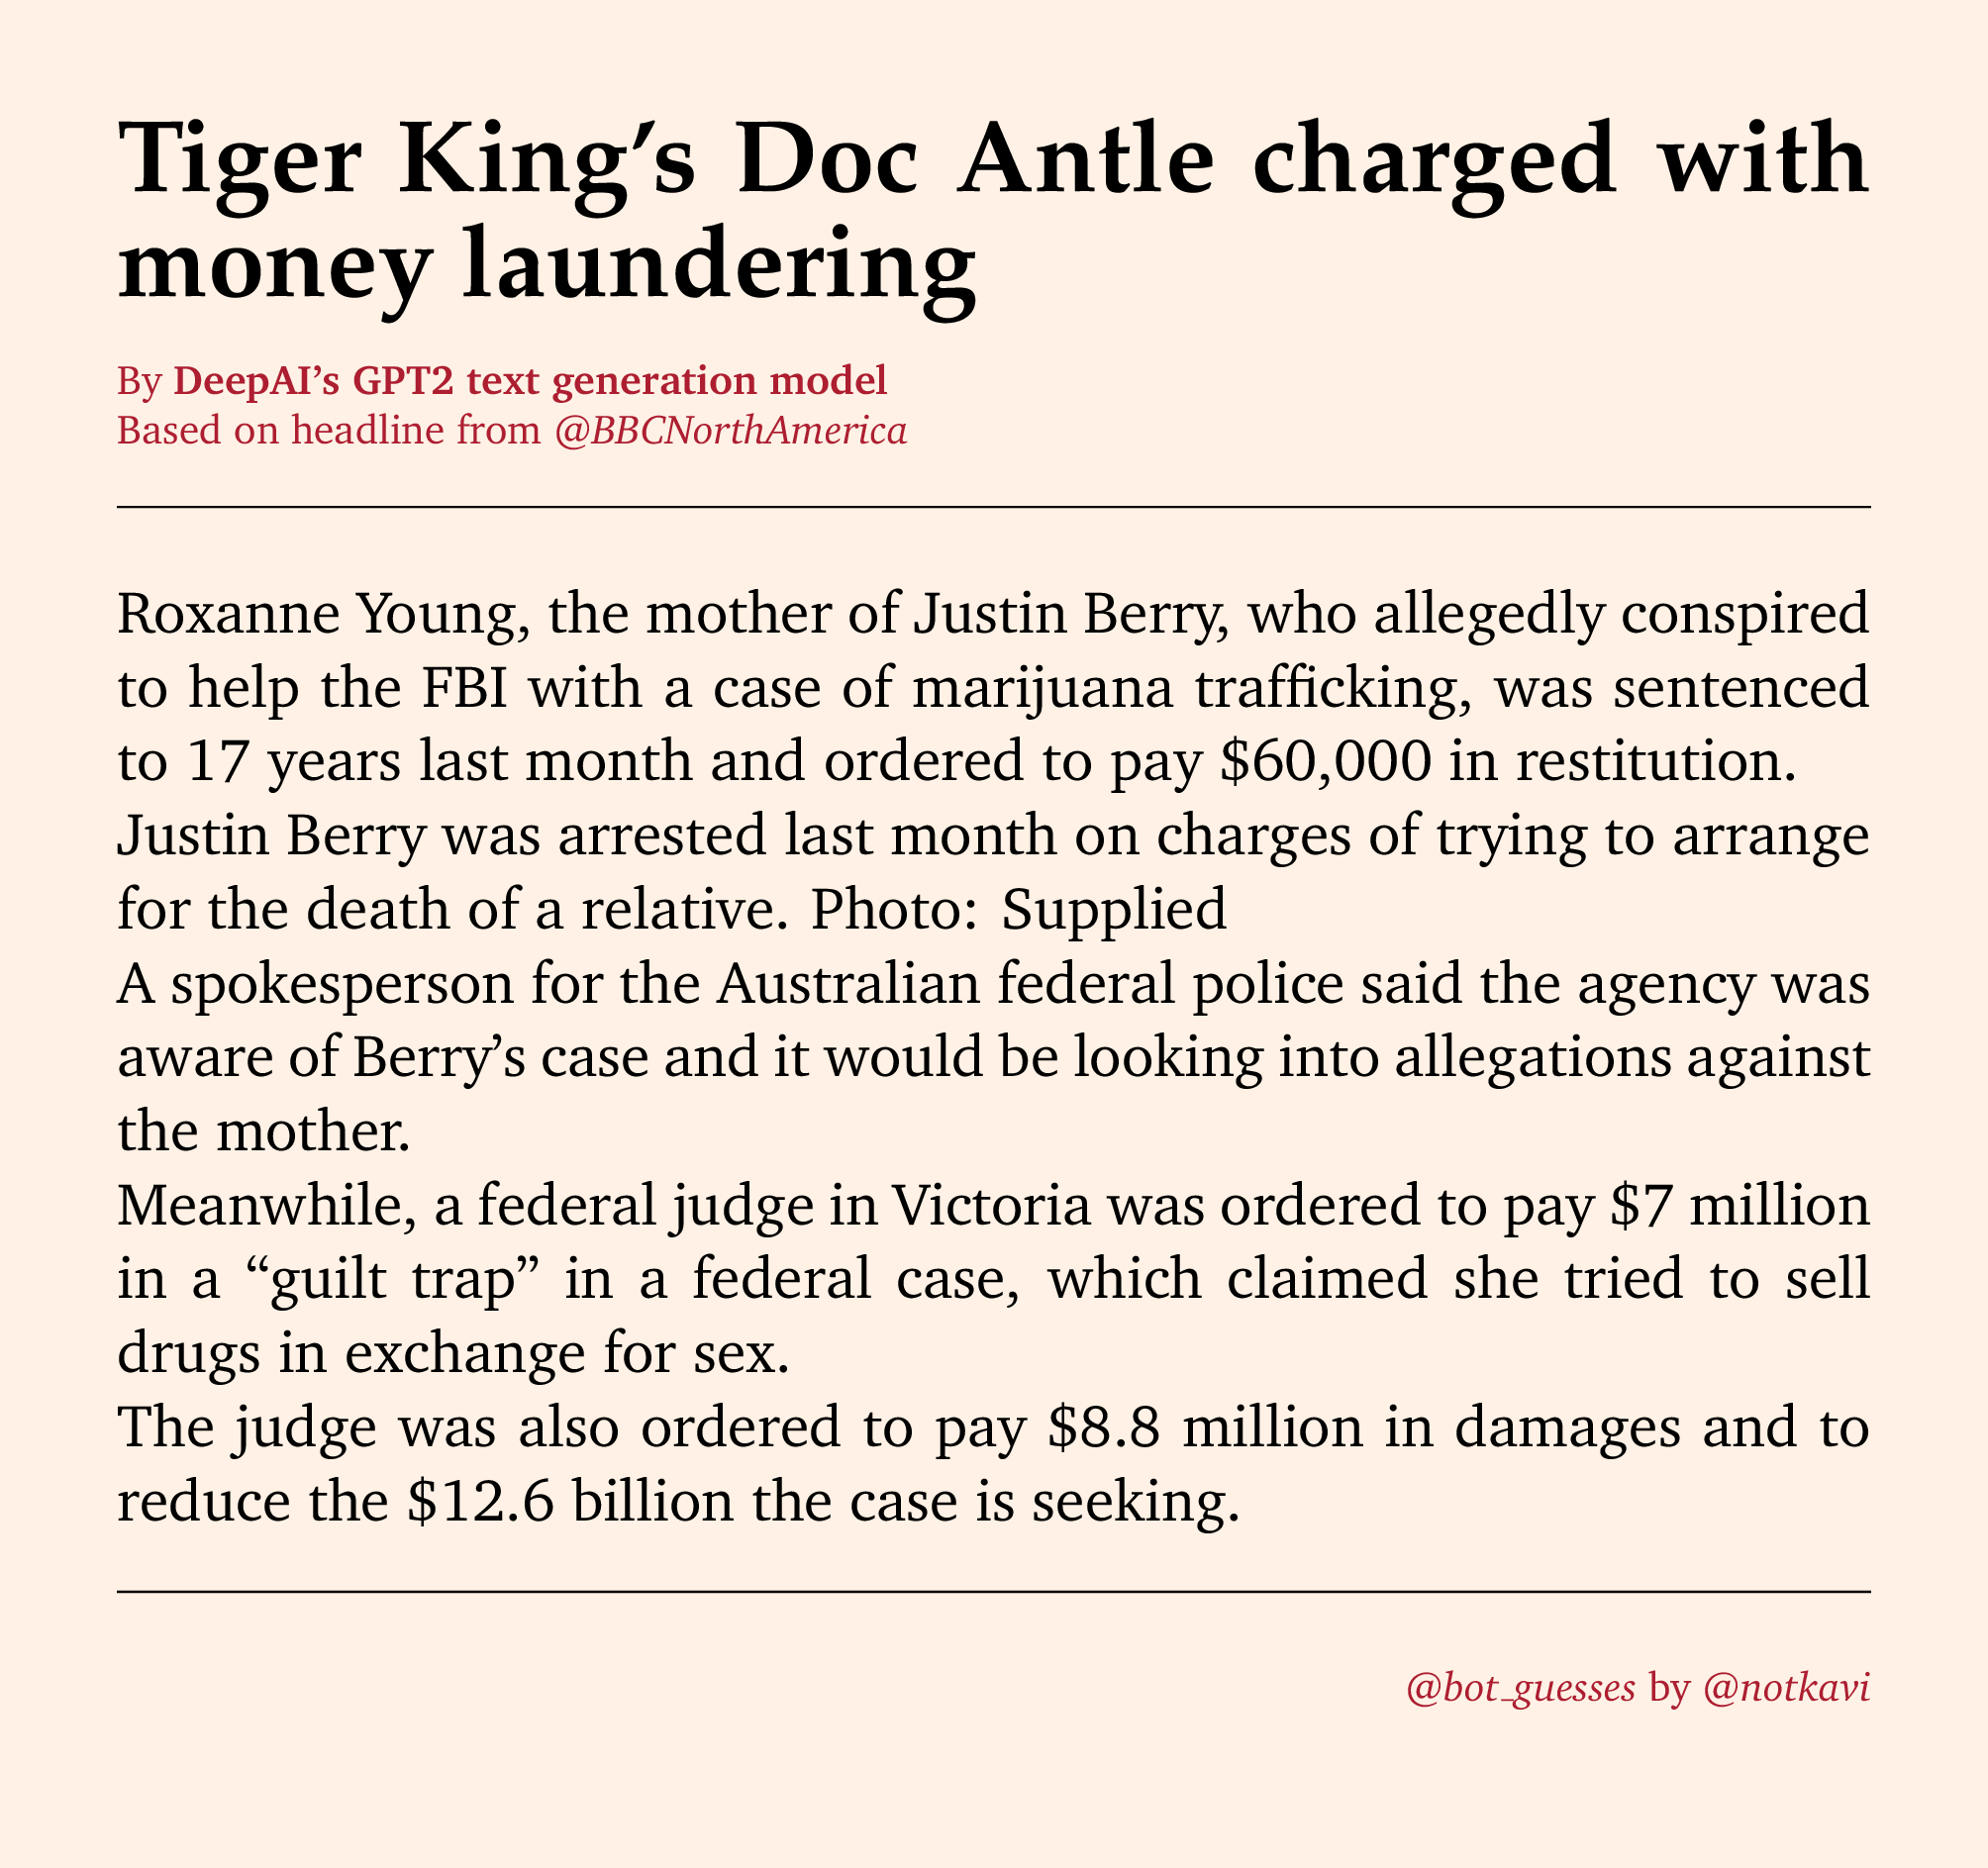 Tiger King's Doc Antle charged with
money laundering
By DeepAI's GPT2 text generation model
Based on headline from @BBCNorthAmerica
Roxanne Young, the mother of Justin Berry, who allegedly conspired
to help the FBI with a case of marijuana trafficking, was sentenced
to 17 years last month and ordered to pay $60,000 in restitution.
Justin Berry was arrested last month on charges of trying to arrange
for the death of a relative. Photo: Supplied
A spokesperson for the Australian federal police said the agency was
aware of Berry's case and it would be looking into allegations against
the mother.
Meanwhile, a federal judge in Victoria was ordered to pay $7 million
in a “guilt trap” in a federal case, which claimed she tried to sell
drugs in exchange for sex.
The judge was also ordered to pay $8.8 million in damages and to
reduce the $12.6 billion the case is seeking.
@bot_guesses by @notkavi